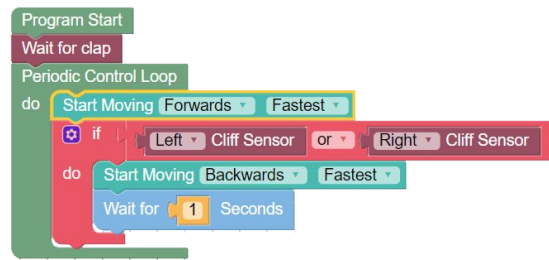 Program Start
Wait for clap
Periodic Control Loop
do Start Moving Forwards Fastest
if Left Cliff Sensor or Right Cliff Sensor
do Start Moving Backwards Fastest
Wait for 1 Seconds